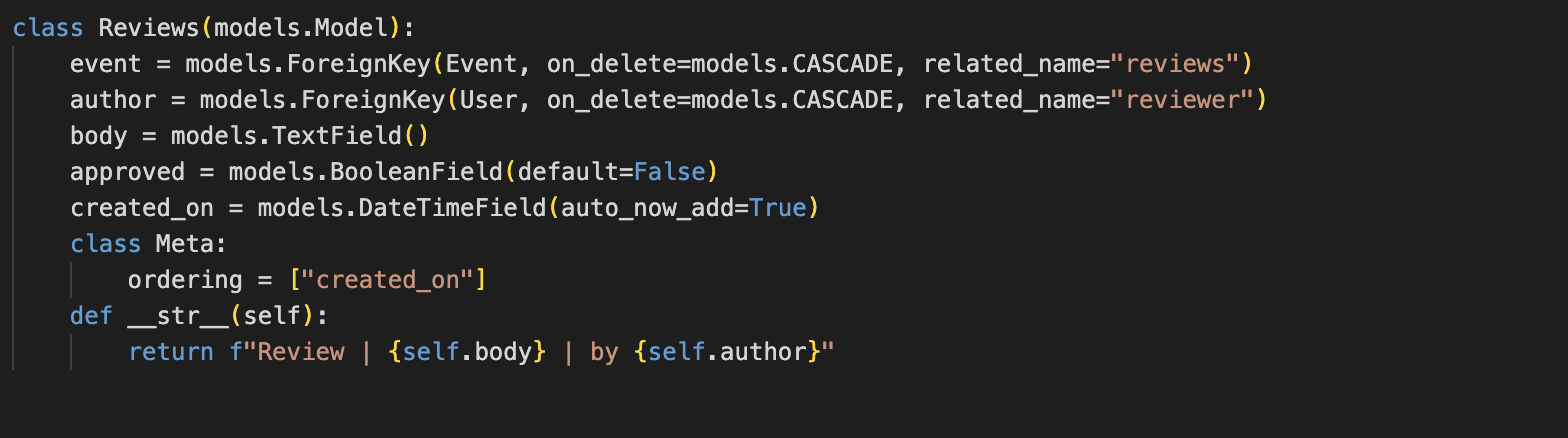 class Reviews(models.Model):
    event = models.ForeignKey(Event, on_delete=models.CASCADE, related_name="reviews")
    author = models.ForeignKey(User, on_delete=models.CASCADE, related_name="reviewer")
    body = models.TextField()
    approved = models.BooleanField(default=False)
    created_on = models.DateTimeField(auto_now_add=True)
    class Meta:
        ordering = ["created_on"]
    def __str__(self):
        return f"Review | {self.body} | by {self.author}"